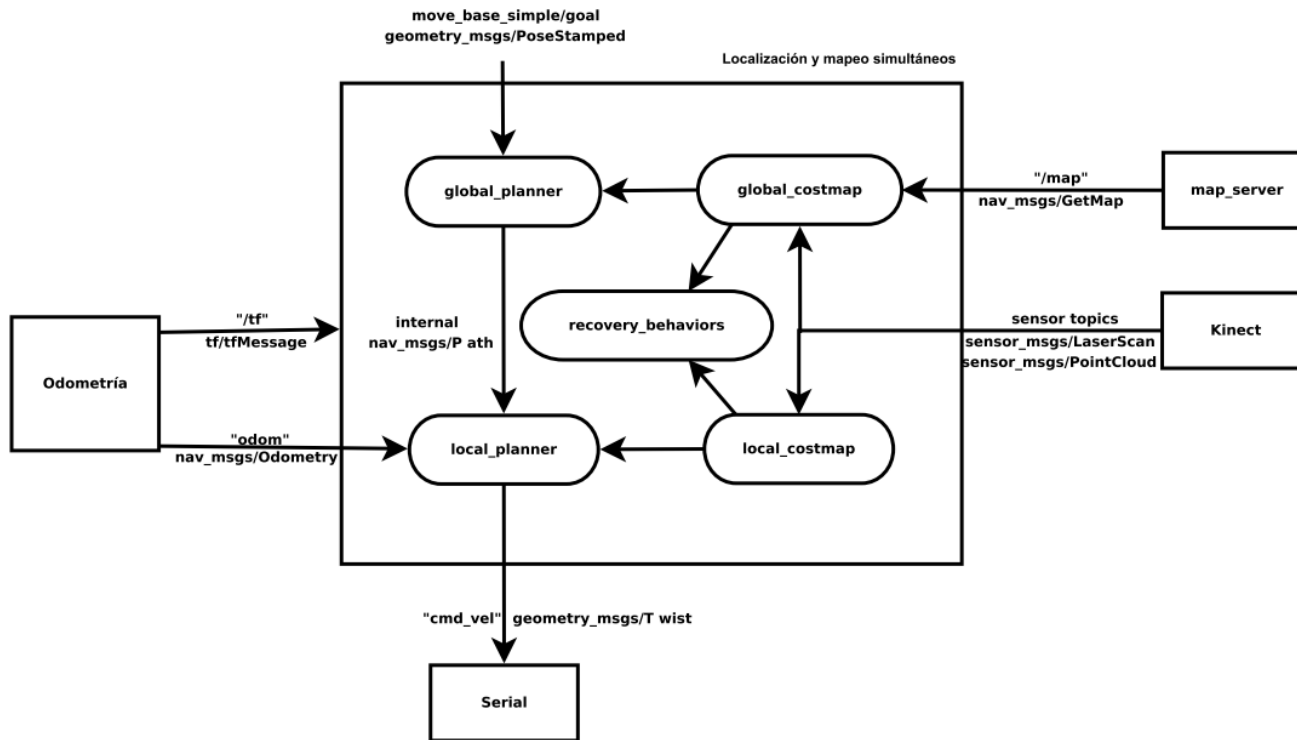 move_base_simple/goal
geometry_msgs/PoseStamped
Localización y mapeo simultáneos
global_planner
global_costmap
"/map"
nav_msgs/GetMap
map_server
"/tf"
tf/tfMessage
Odometría
internal
nav_msgs/P ath
recovery_behaviors
sensor topics
sensor_msgs/LaserScan
sensor_msgs/PointCloud
Kinect
"odom"
nav_msgs/Odometry
local_planner
local_costmap
"cmd_vel" geometry_msgs/T wist
Serial